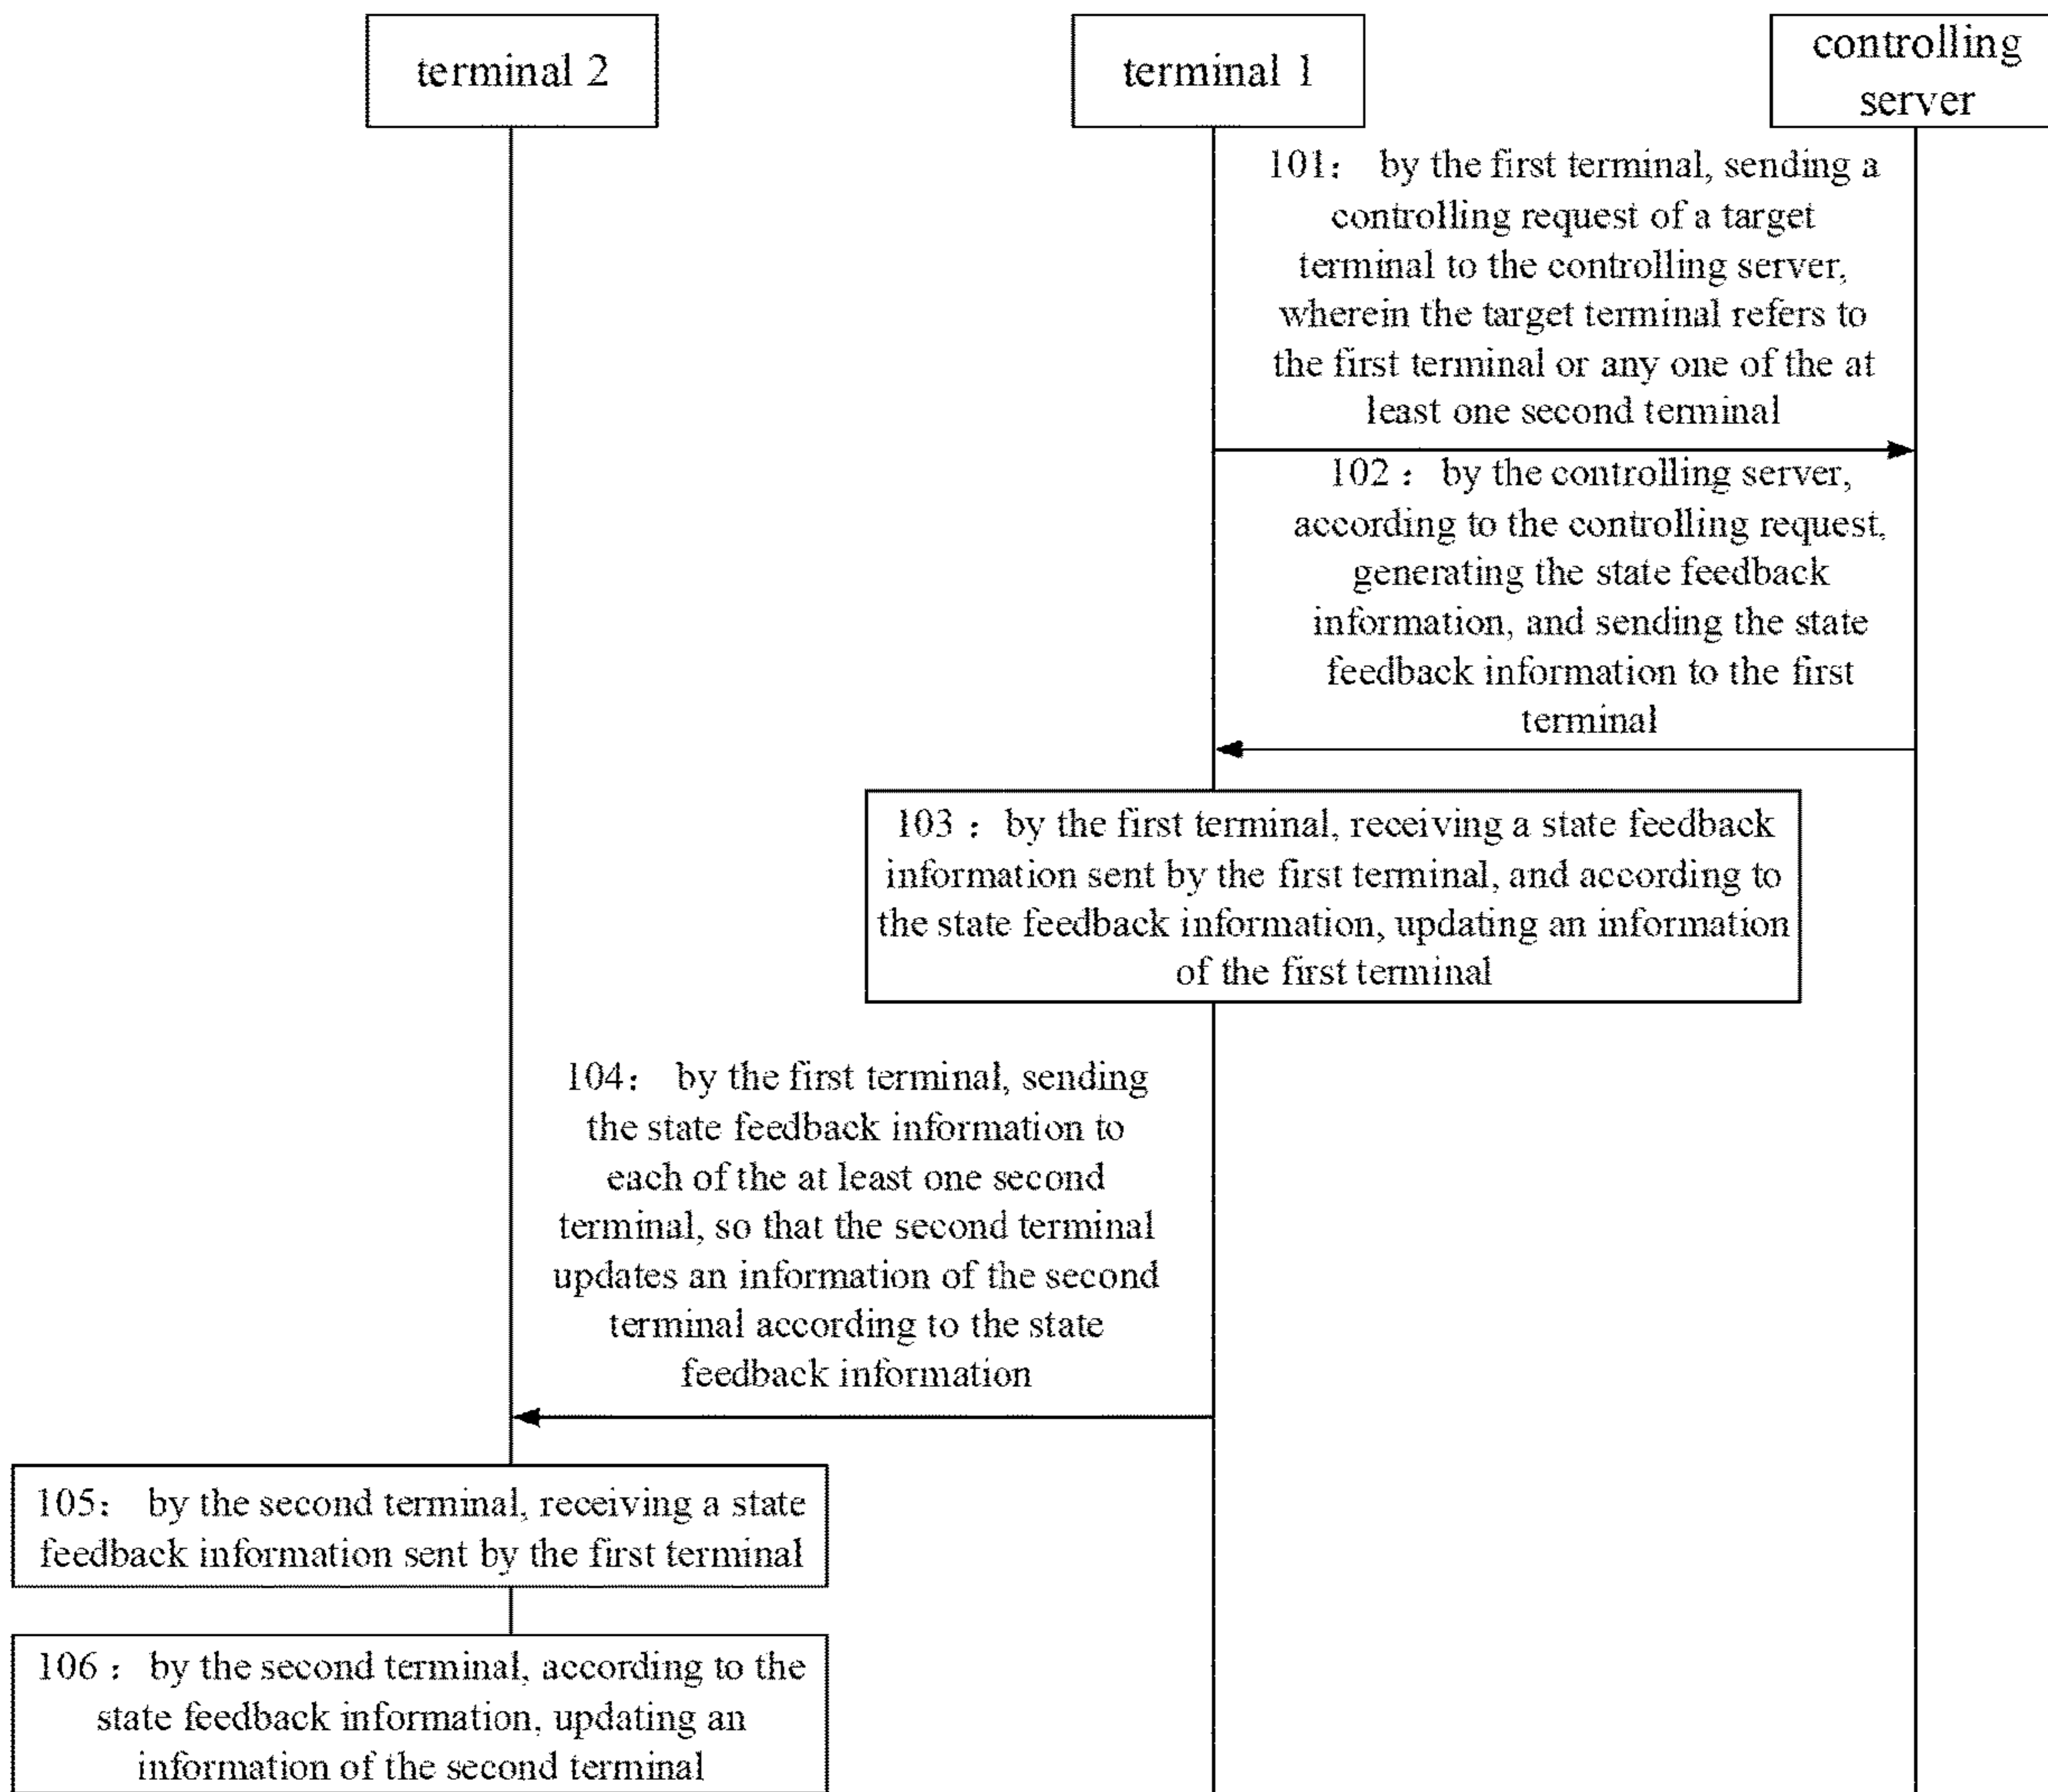 terminal 2
terminal 1
controlling
server
101： by the first terminal, sending a
controlling request of a target
terminal to the controlling server,
wherein the target terminal refers to
the first terminal or any one of the at
least one second terminal
102： by the controlling server,
according to the controlling request,
generating the state feedback
information, and sending the state
feedback information to the first
terminal
103： by the first terminal, receiving a state feedback
information sent by the first terminal, and according to
the state feedback information, updating an information
of the first terminal
104： by the first terminal, sending
the state feedback information to
each of the at least one second
terminal, so that the second terminal
updates an information of the second
terminal according to the state
feedback information
105： by the second terminal, receiving a state
feedback information sent by the first terminal
106： by the second terminal, according to the
state feedback information, updating an
information of the second terminal